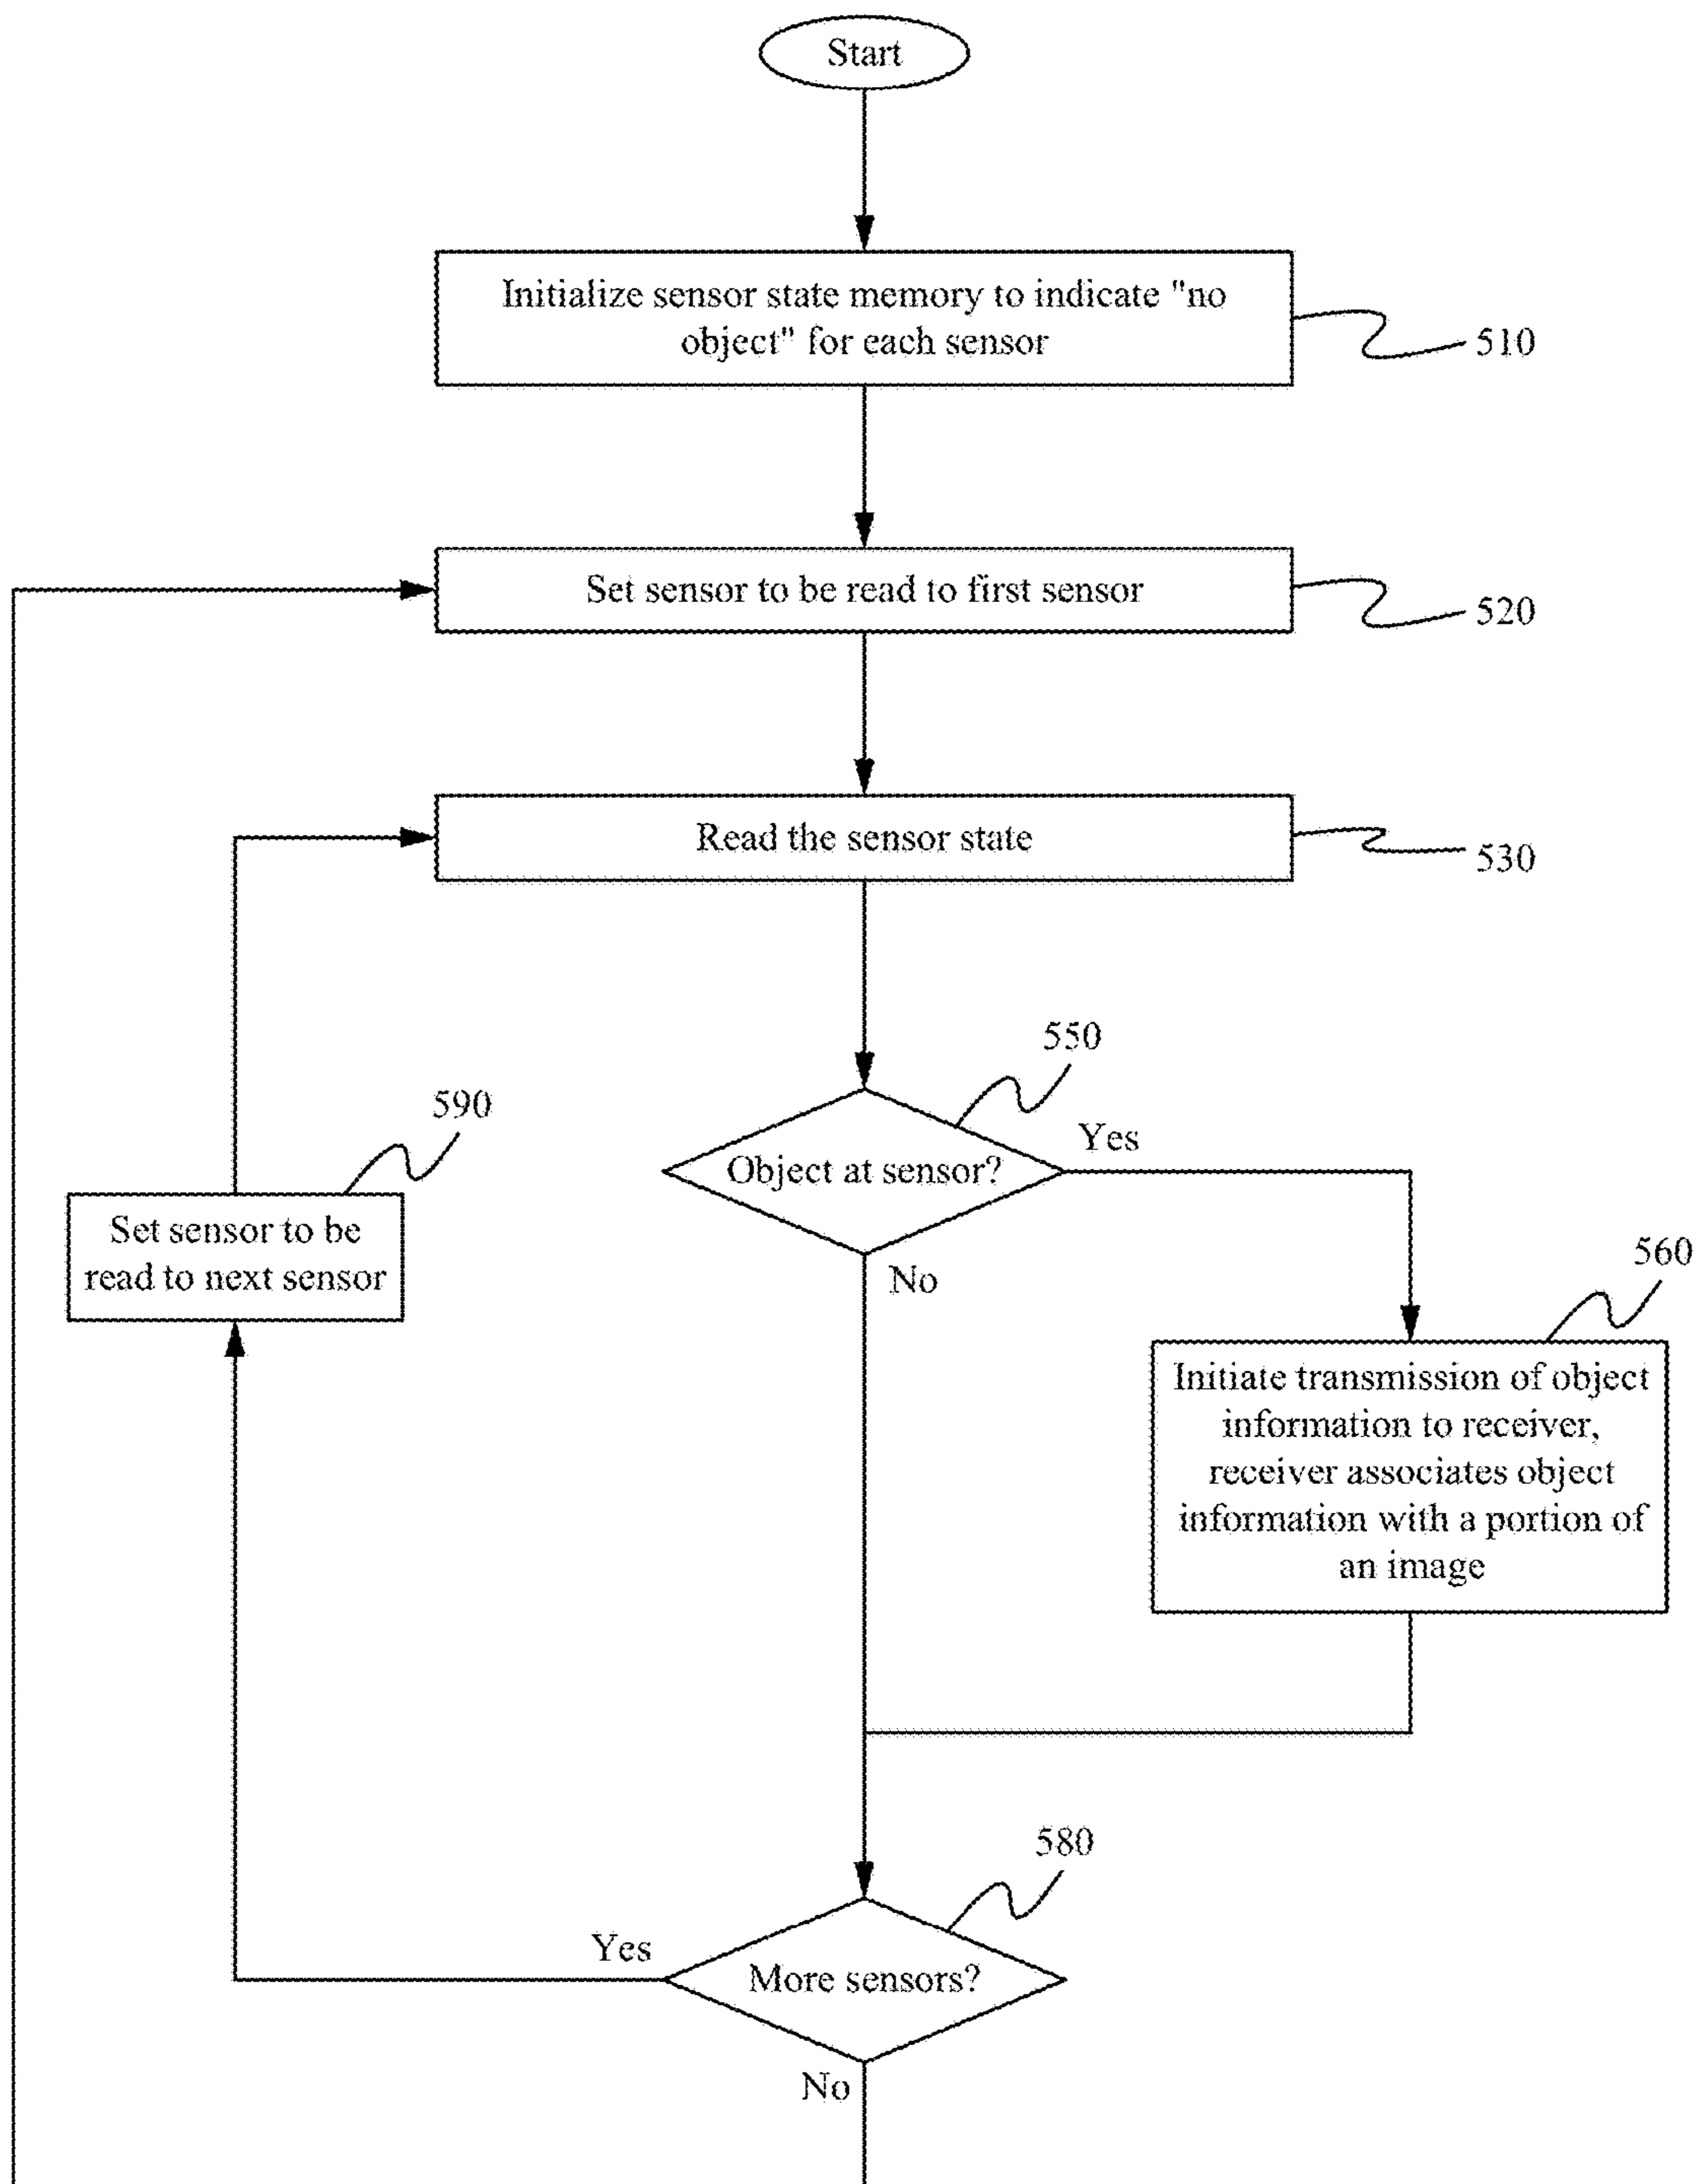 Start
Initialize sensor state memory to indicate "no
object" for each sensor
510
Set sensor to be read to first sensor
520
Read the sensor state
530
550
590
Yes
Object at sensor?
Set sensor to be
read to next sensor
No
560
Initiate transmission of object
information to receiver,
receiver associates object
information with a portion of
an image
580
Yes
More sensors?
No